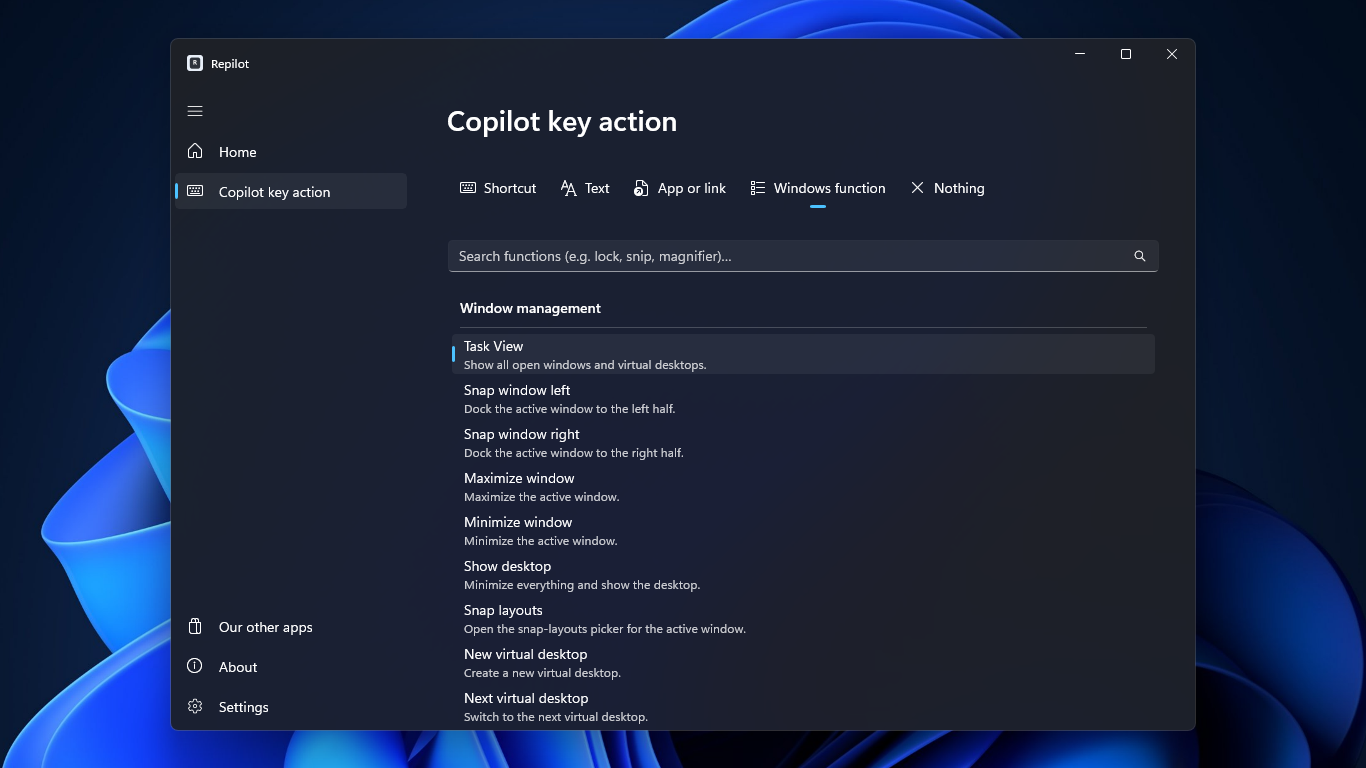 Repilot
Home
Copilot key action
Our other apps
About
Settings
Copilot key action
Shortcut
Text
App or link
Windows function
Nothing
Search functions (e.g. lock, snip, magnifier)...
Window management
Task View
Show all open windows and virtual desktops.
Snap window left
Dock the active window to the left half.
Snap window right
Dock the active window to the right half.
Maximize window
Maximize the active window.
Minimize window
Minimize the active window.
Show desktop
Minimize everything and show the desktop.
Snap layouts
Open the snap-layouts picker for the active window.
New virtual desktop
Create a new virtual desktop.
Next virtual desktop
Switch to the next virtual desktop.